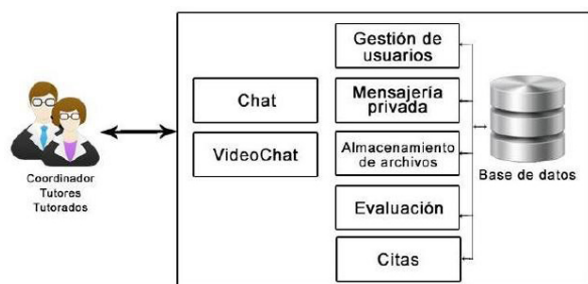 Gestión de
usuarios
Chat
Mensajería
privada
VideoChat
Almacenamiento
de archivos
Base de datos
Coordinador
Tutores
Tutorados
Evaluación
Citas